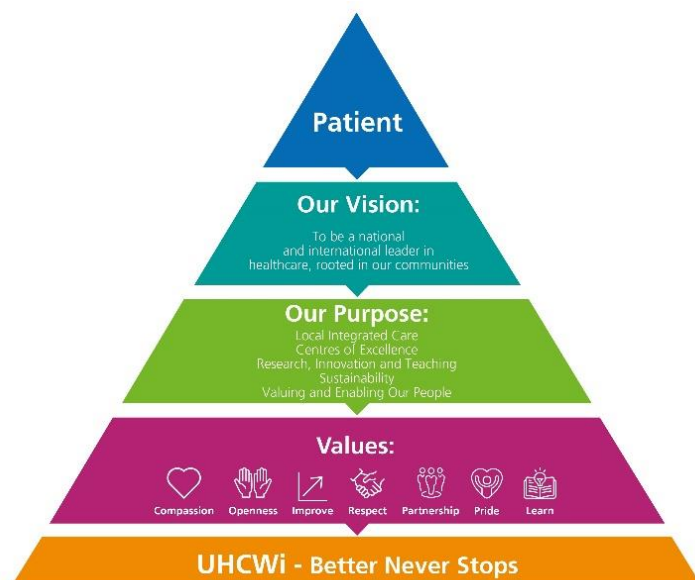 Patient
Our Vision:
To be a national
and international leader in
healthcare, rooted in our communities
Our Purpose:
Local Integrated Care
Centres of Excellence
Research, Innovation and Teaching
Sustainability
Valuing and Enabling Our People
Values:
Compassion Openness Improve Respect Partnership Pride Learn
UHCWi - Better Never Stops